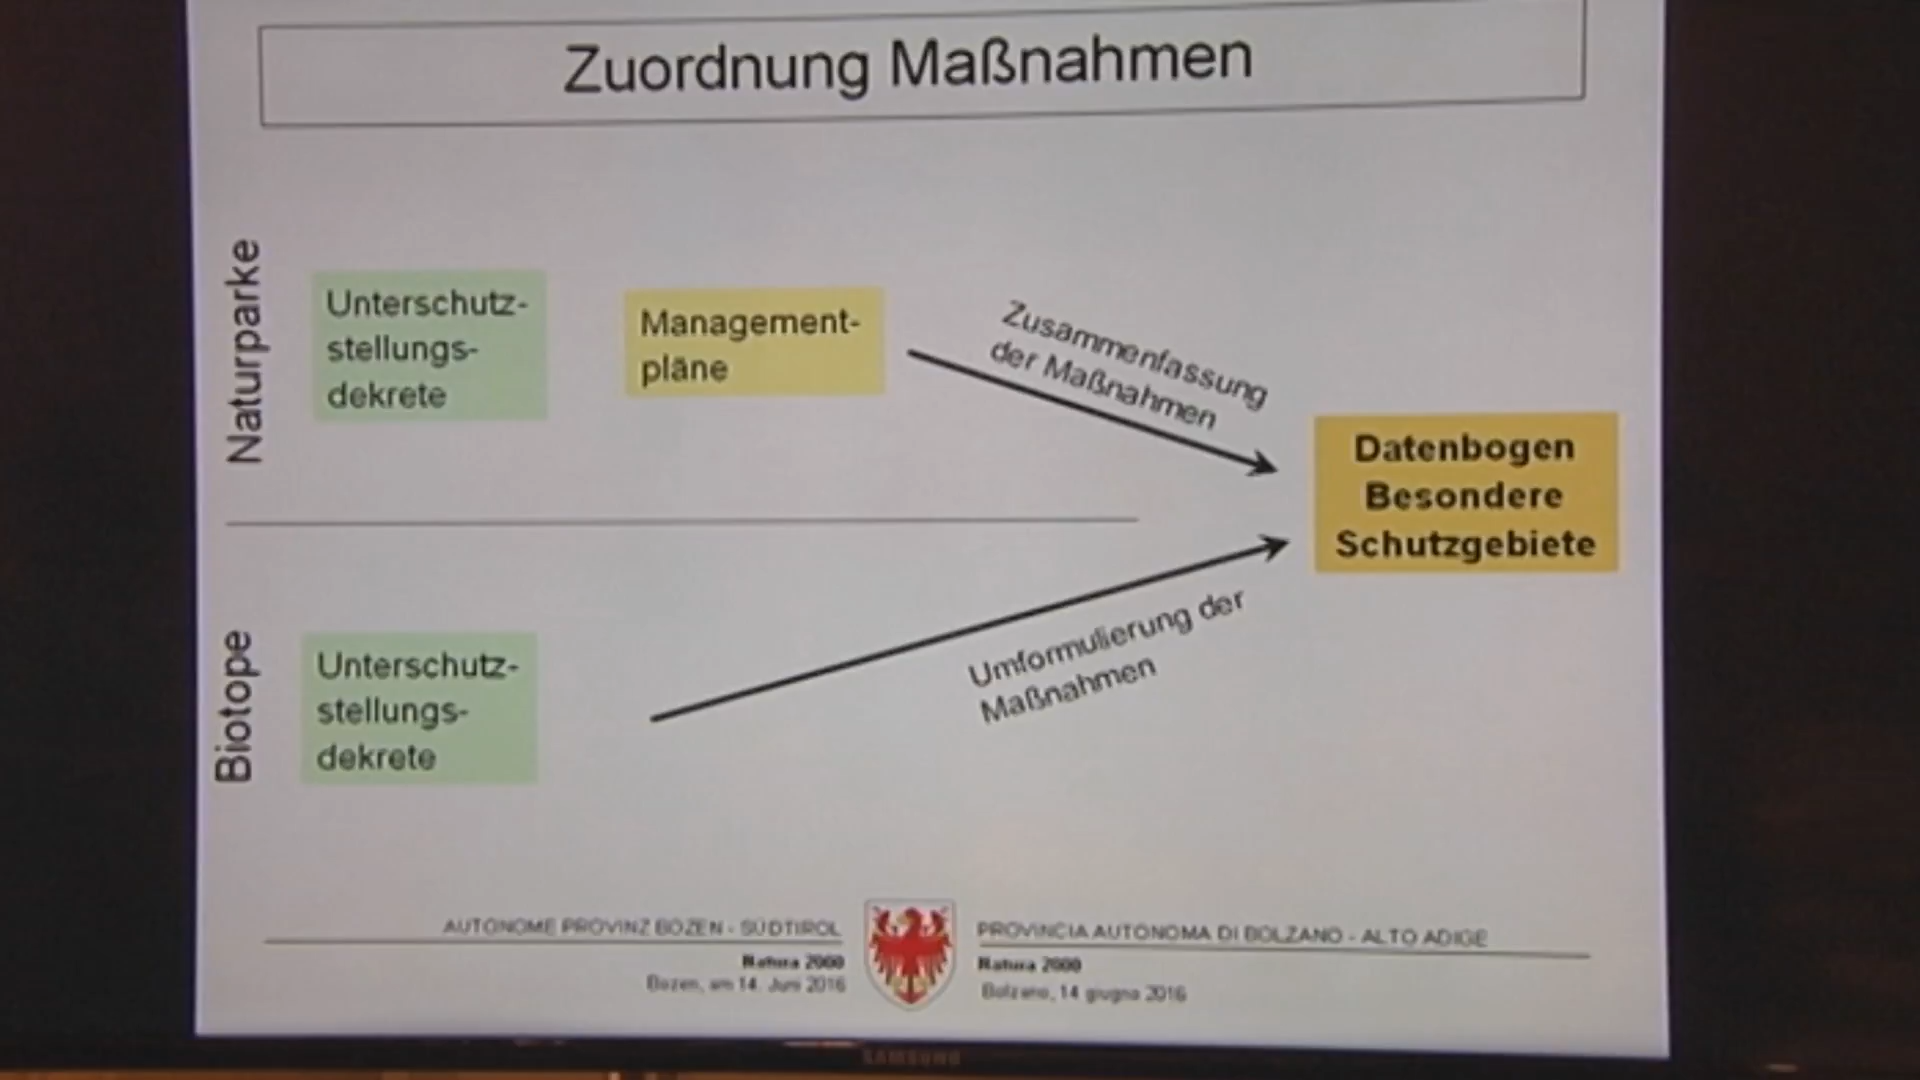 Zuordnung Maßnahmen
Naturparke
Unterschutz-
stellungs-
dekrete
Management-
pläne
Zusammenfassung
der Maßnahmen
Datenbogen
Besondere
Schutzgebiete
Biotope
Unterschutz-
stellungs-
dekrete
Umformulierung der
Maßnahmen
AUTONOME PROVINZ BOZEN - SÜDTIROL
Natura 2000
Bozen, am 14. Juni 2016
PROVINCIA AUTONOMA DI BOLZANO - ALTO ADIGE
Natura 2000
Bolzano, 14 giugno 2016
SAMSUNG